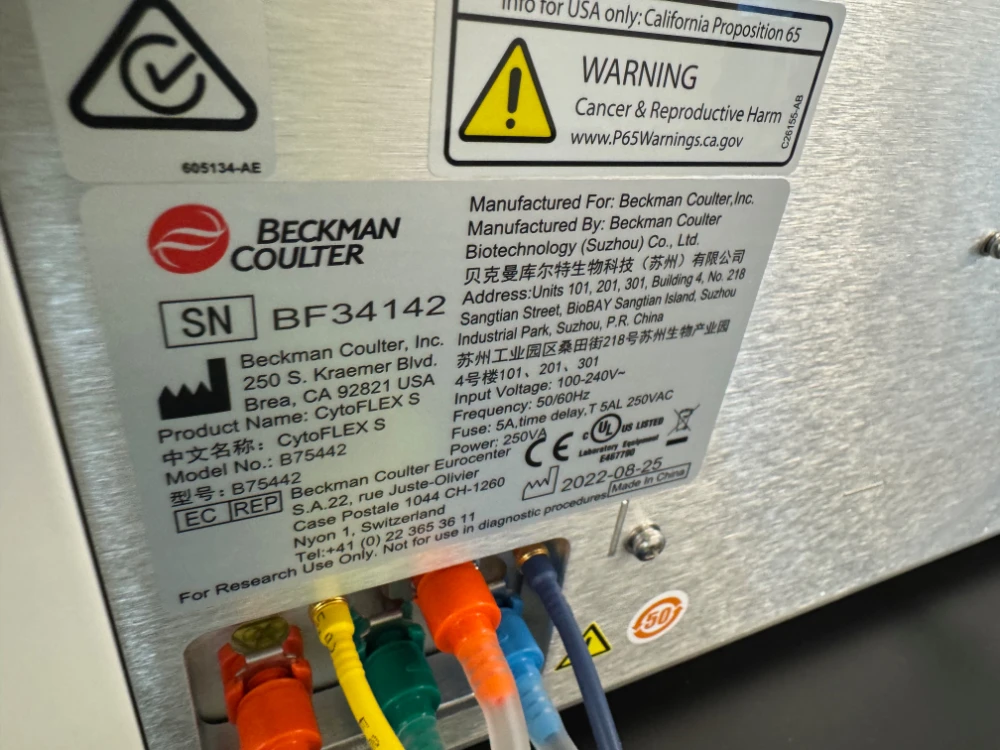 605134-AE
Info for USA only: California Proposition 65
WARNING
Cancer & Reproductive Harm
www.P65Warnings.ca.gov
C26155-AB
BECKMAN
COULTER
SN BF34142
Beckman Coulter, Inc.
250 S. Kraemer Blvd.
Brea, CA 92821 USA
Product Name: CytoFLEX S
中文名称: CytoFLEX S
Model No.: B75442
型号: B75442
EC REP
Beckman Coulter Eurocenter
S.A.22, rue Juste-Olivier
Case Postale 1044 CH-1260
Nyon 1, Switzerland
Tel:+41 (0) 22 365 36 11
For Research Use Only. Not for use in diagnostic procedures.
Manufactured For: Beckman Coulter,Inc.
Manufactured By: Beckman Coulter
Biotechnology (Suzhou) Co., Ltd.
贝克曼库尔特生物科技（苏州）有限公司
Address:Units 101, 201, 301, Building 4, No. 218
Sangtian Street, BioBAY Sangtian Island, Suzhou
Industrial Park, Suzhou, P.R. China
苏州工业园区桑田街218号苏州生物产业园
4号楼101、201、301
Input Voltage: 100-240V~
Frequency: 50/60Hz
Fuse: 5A,time delay,T 5AL 250VAC
Power: 250VA
CE
C UL US LISTED
Laboratory Equipment
E467790
2022-08-25
Made In China
50